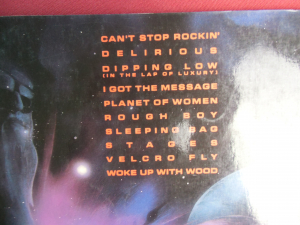 CAN'T STOP ROCKIN'
DELIRIOUS
DIPPING LOW
(IN THE LAP OF LUXURY)
I GOT THE MESSAGE
PLANET OF WOMEN
ROUGH BOY
SLEEPING BAG
STAGES
VELCRO FLY
WOKE UP WITH WOOD